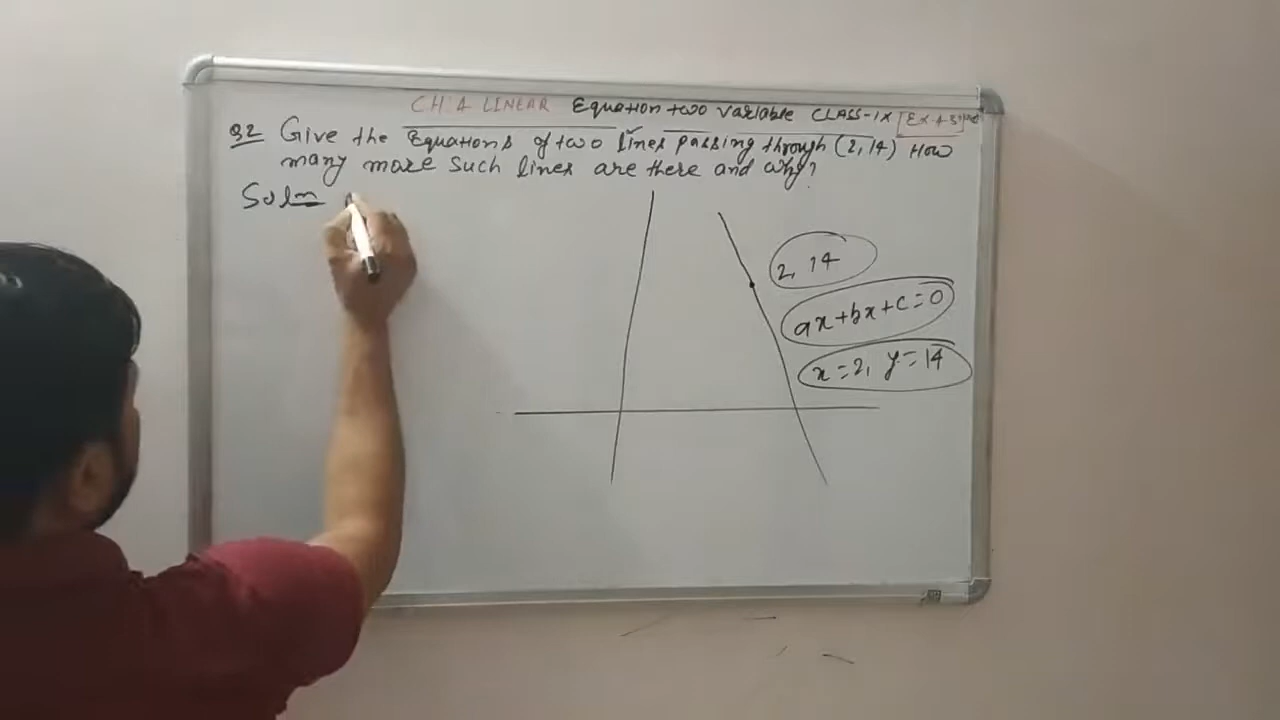 CH 4 LINEAR Equation two variable CLASS-IX [Ex 4.3]
Q2 Give the Equations of two lines passing through (2, 14) How
many more such lines are there and why?
Soln
2, 14
ax+bx+c=0
x=2, y=14